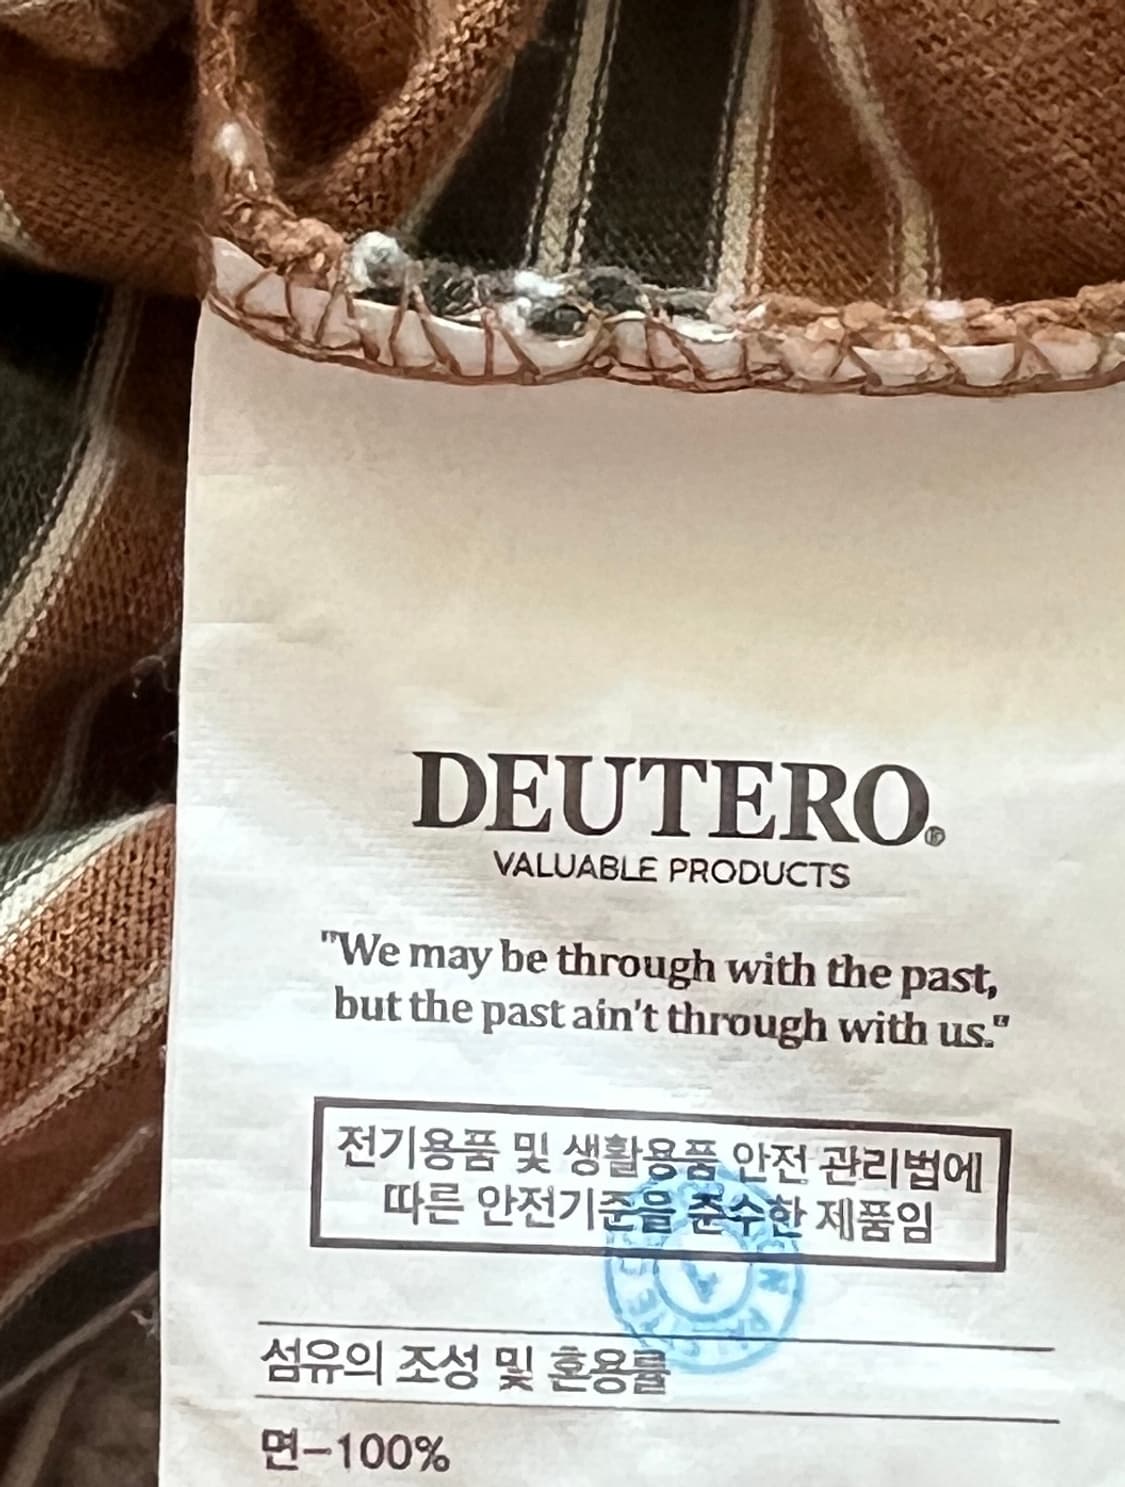 DEUTERO.®
VALUABLE PRODUCTS
"We may be through with the past,
but the past ain't through with us."
전기용품 및 생활용품 안전 관리법에
따른 안전기준을 준수한 제품임
섬유의 조성 및 혼용률
면-100%